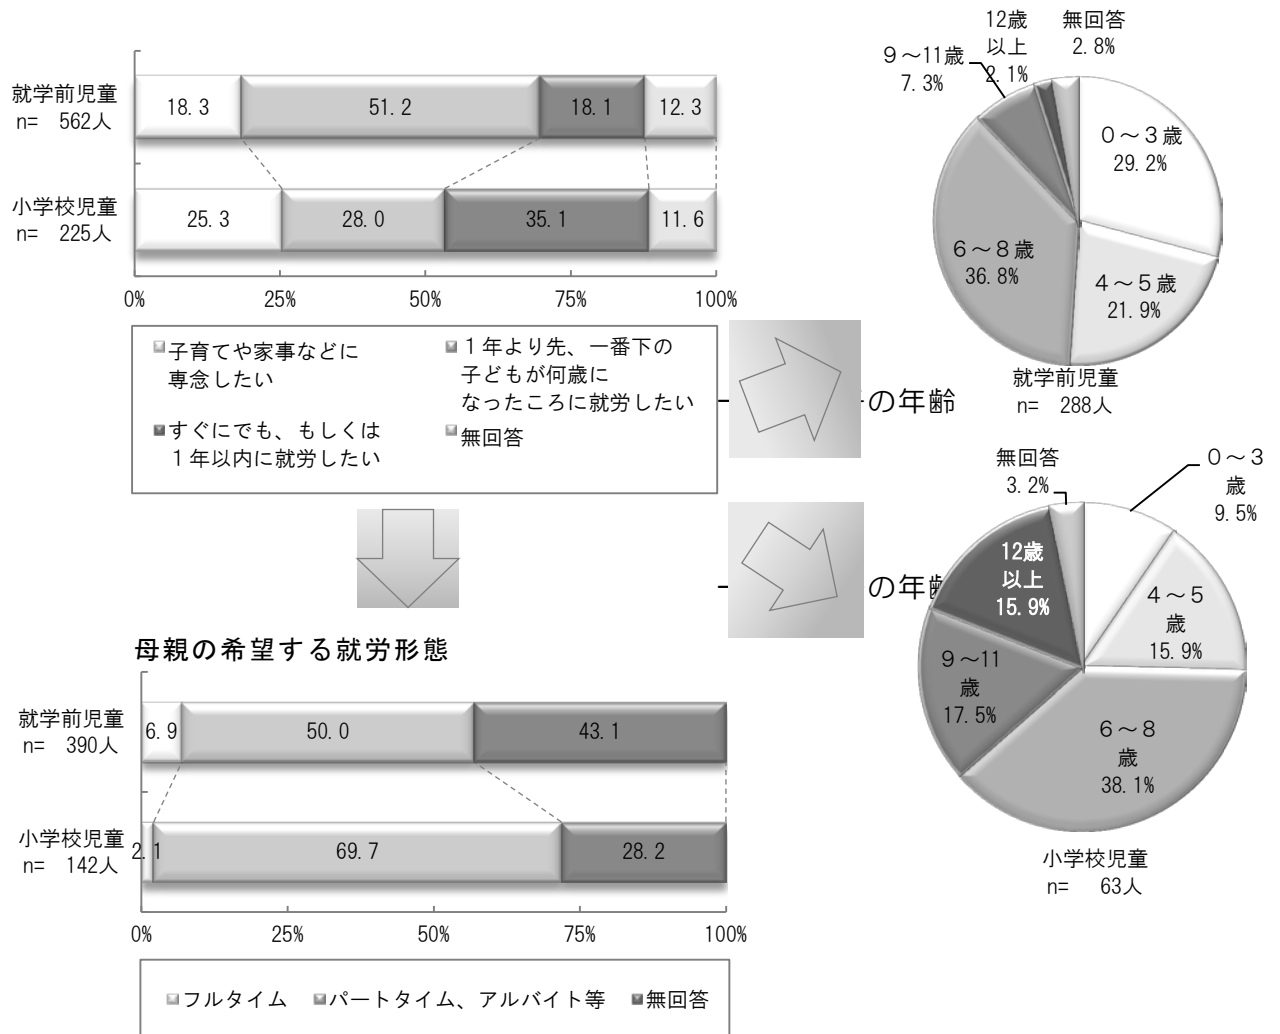 就学前児童
n= 562人
18.3
51.2
18.1
12.3
小学校児童
n= 225人
25.3
28.0
35.1
11.6
0%
25%
50%
75%
100%
子育てや家事などに
専念したい
１年より先、一番下の
子どもが何歳に
なったころに就労したい
すぐにでも、もしくは
１年以内に就労したい
無回答
12歳
以上
2.1%
無回答
2.8%
９～11歳
7.3%
０～３歳
29.2%
６～８歳
36.8%
４～５歳
21.9%
就学前児童
n= 288人
の年齢
無回答
3.2%
０～３
歳
9.5%
12歳
以上
15.9%
４～５
歳
15.9%
９～11
歳
17.5%
６～８
歳
38.1%
小学校児童
n= 63人
の年齢
母親の希望する就労形態
就学前児童
n= 390人
6.9
50.0
43.1
小学校児童
n= 142人
2.1
69.7
28.2
0%
25%
50%
75%
100%
フルタイム
パートタイム、アルバイト等
無回答